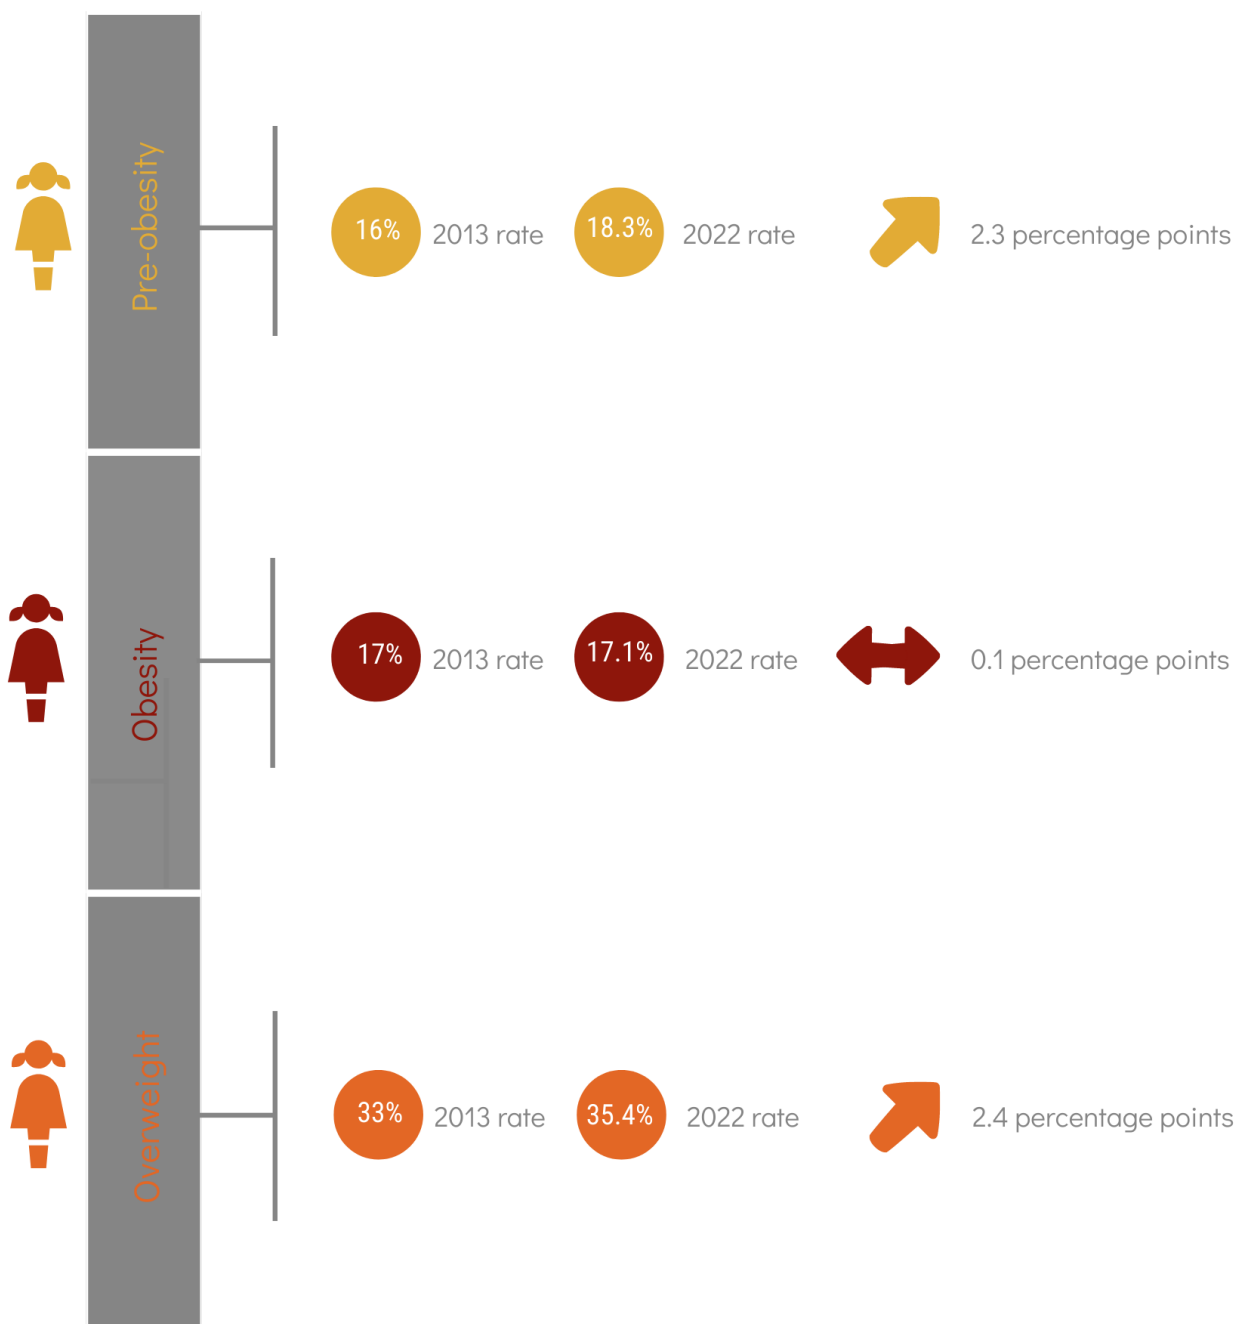 Pre-obesity
16% 2013 rate 18.3% 2022 rate 2.3 percentage points
Obesity
17% 2013 rate 17.1% 2022 rate 0.1 percentage points
Overweight
33% 2013 rate 35.4% 2022 rate 2.4 percentage points